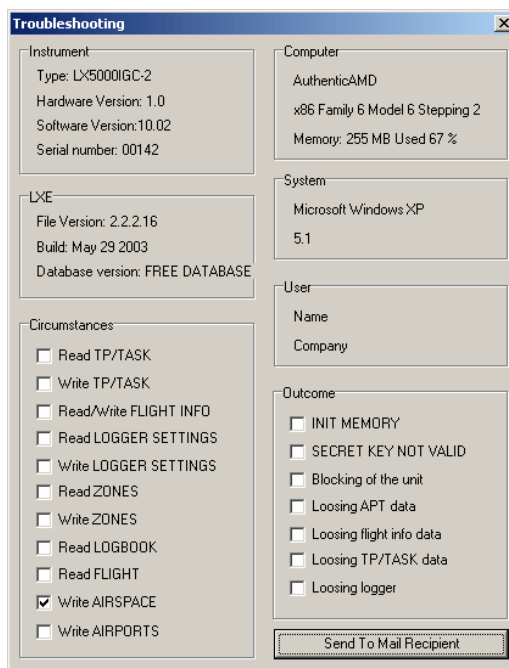 Troubleshooting
Instrument
Type: LX5000IGC-2
Hardware Version: 1.0
Software Version:10.02
Serial number: 00142
LXE
File Version: 2.2.2.16
Build: May 29 2003
Database version: FREE DATABASE
Circumstances
Read TP/TASK
Write TP/TASK
Read/Write FLIGHT INFO
Read LOGGER SETTINGS
Write LOGGER SETTINGS
Read ZONES
Write ZONES
Read LOGBOOK
Read FLIGHT
Write AIRSPACE
Write AIRPORTS
Computer
AuthenticAMD
x86 Family 6 Model 6 Stepping 2
Memory: 255 MB Used 67 %
System
Microsoft Windows XP
5.1
User
Name
Company
Outcome
INIT MEMORY
SECRET KEY NOT VALID
Blocking of the unit
Loosing APT data
Loosing flight info data
Loosing TP/TASK data
Loosing logger
Send To Mail Recipient